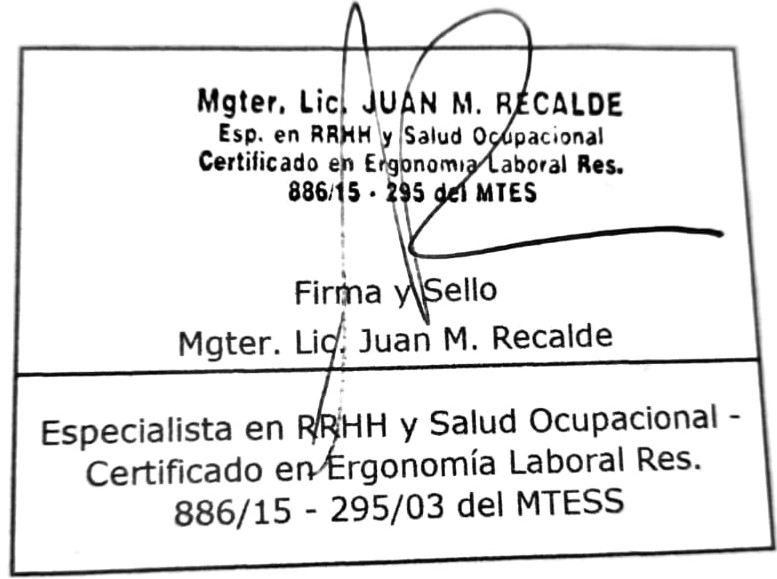 Mgter. Lic. JUAN M. RECALDE
Esp. en RRHH y Salud Ocupacional
Certificado en Ergonomia Laboral Res.
886/15 - 295 del MTES
Firma y Sello
Mgter. Lic. Juan M. Recalde
Especialista en RRHH y Salud Ocupacional -
Certificado en Ergonomía Laboral Res.
886/15 - 295/03 del MTESS